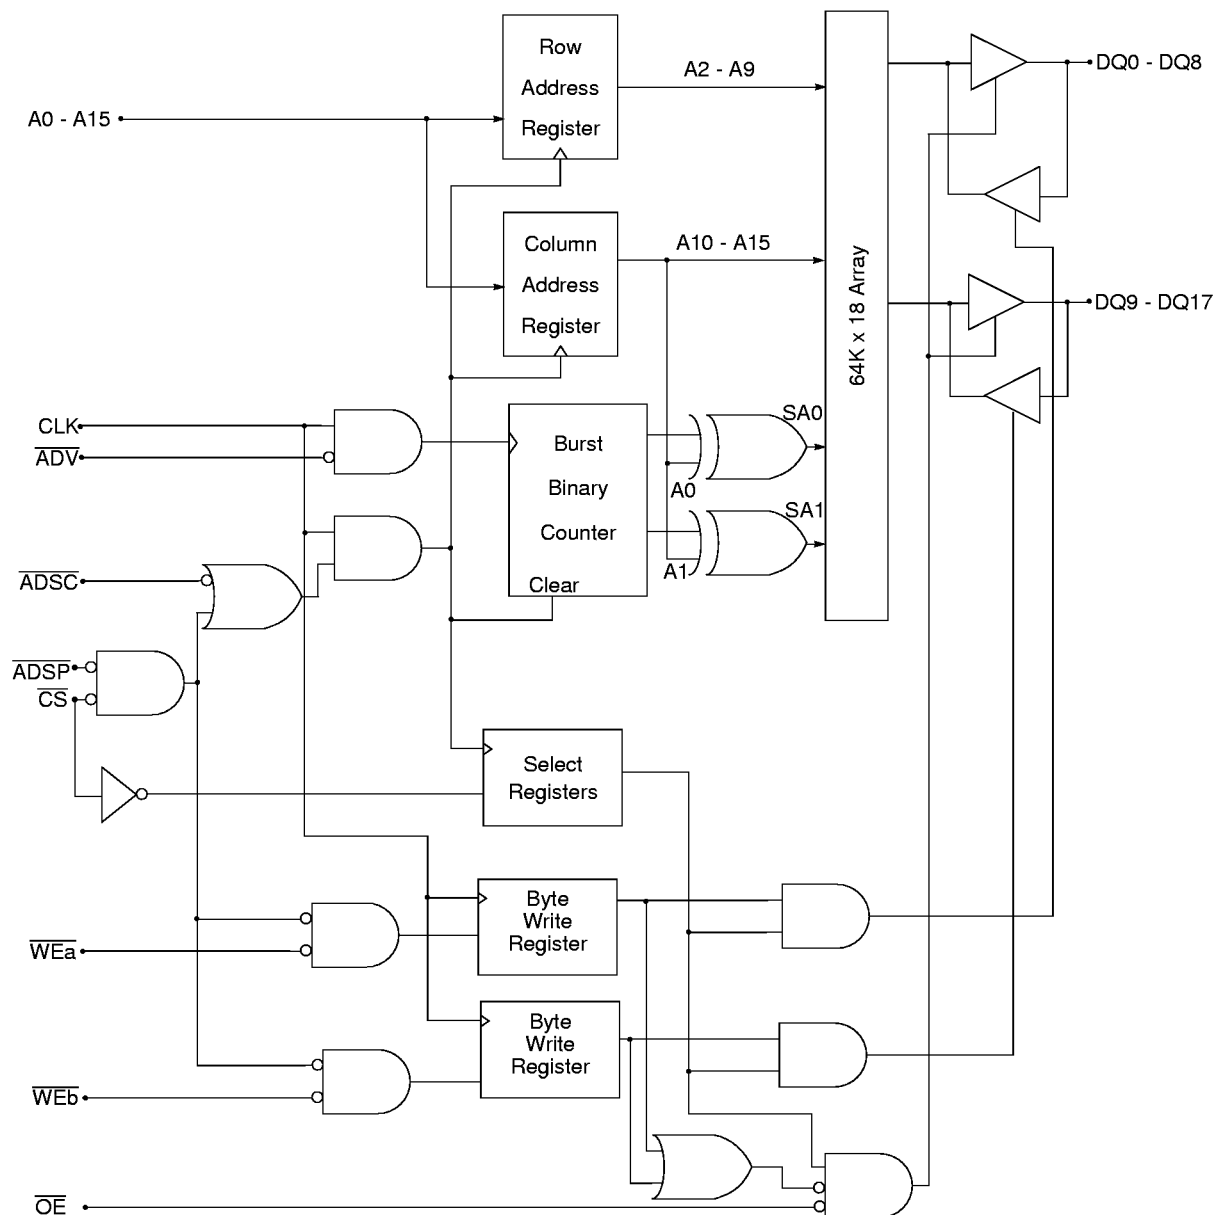 Row
Address
Register
A2 - A9
DQ0 - DQ8
A0 - A15
Column
Address
Register
A10 - A15
64K x 18 Array
DQ9 - DQ17
CLK
ADV
Burst
Binary
Counter
Clear
SA0
A0
SA1
A1
ADSC
ADSP
CS
Select
Registers
Byte
Write
Register
WEa
Byte
Write
Register
WEb
OE